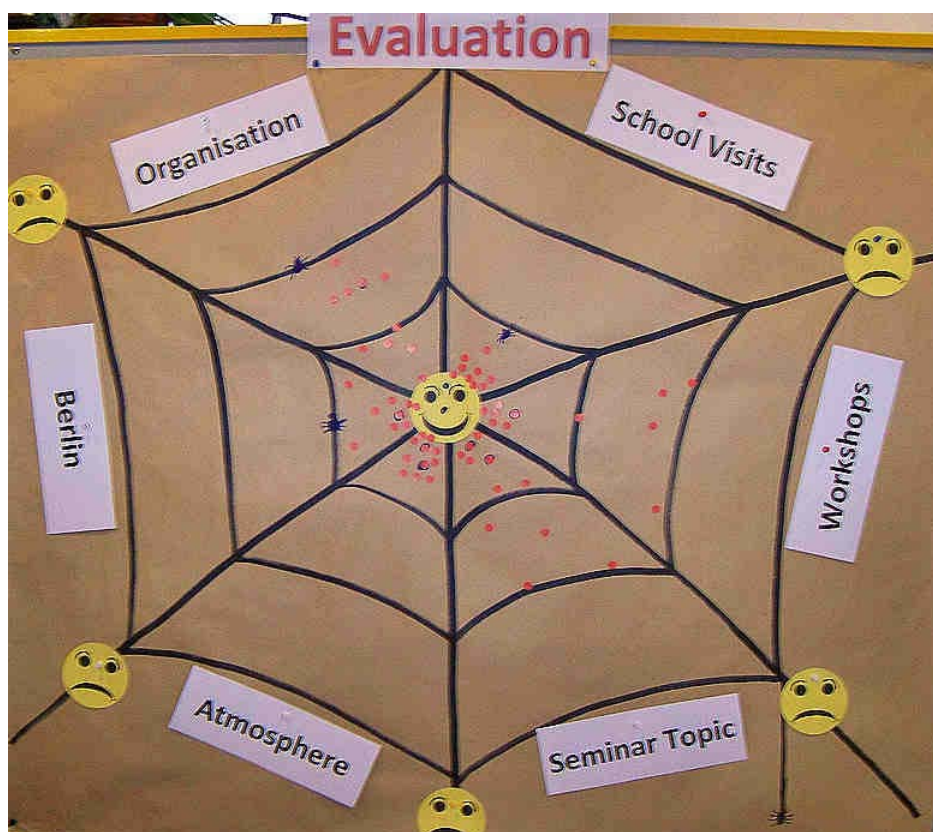 Evaluation
Organisation
School Visits
Berlin
Workshops
Atmosphere
Seminar Topic